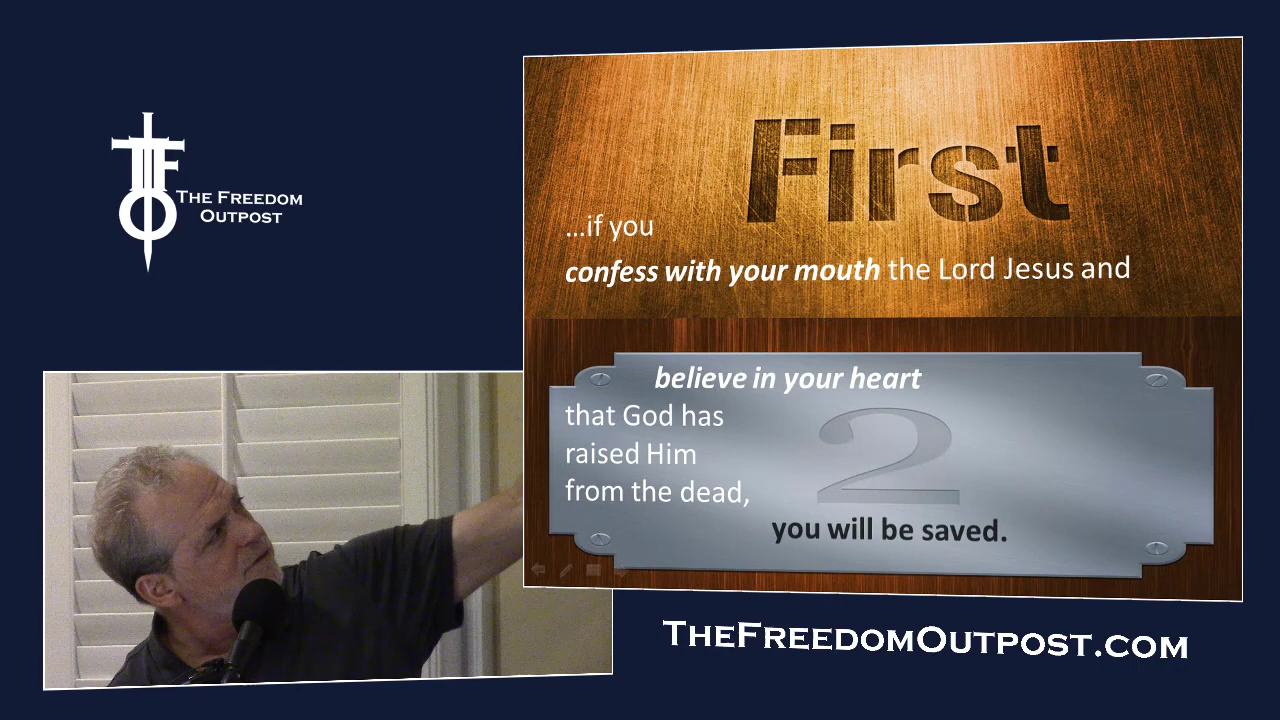 THE FREEDOM
OUTPOST
First
...if you
confess with your mouth the Lord Jesus and
believe in your heart
that God has
raised Him
from the dead,
2
you will be saved.
THEFREEDOMOUTPOST.COM